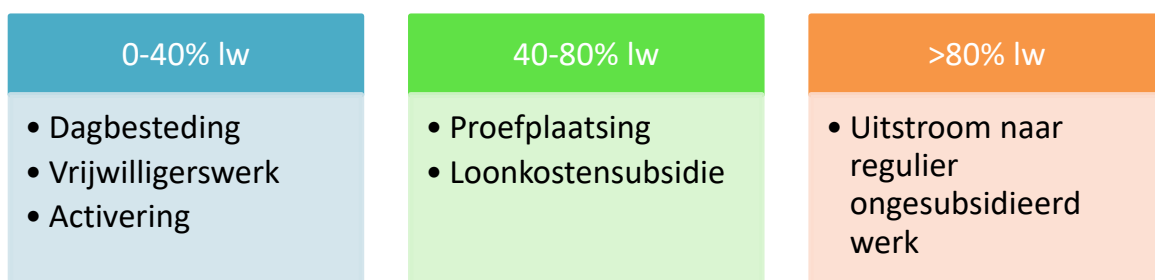 0-40% lw
• Dagbesteding
• Vrijwilligerswerk
• Activering
40-80% lw
• Proefplaatsing
• Loonkostensubsidie
>80% lw
• Uitstroom naar
regulier
ongesubsidieerd
werk